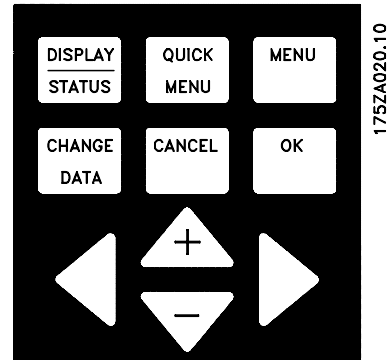 DISPLAY
STATUS
QUICK
MENU
MENU
CHANGE
DATA
CANCEL
OK
+
−
175ZA020.10